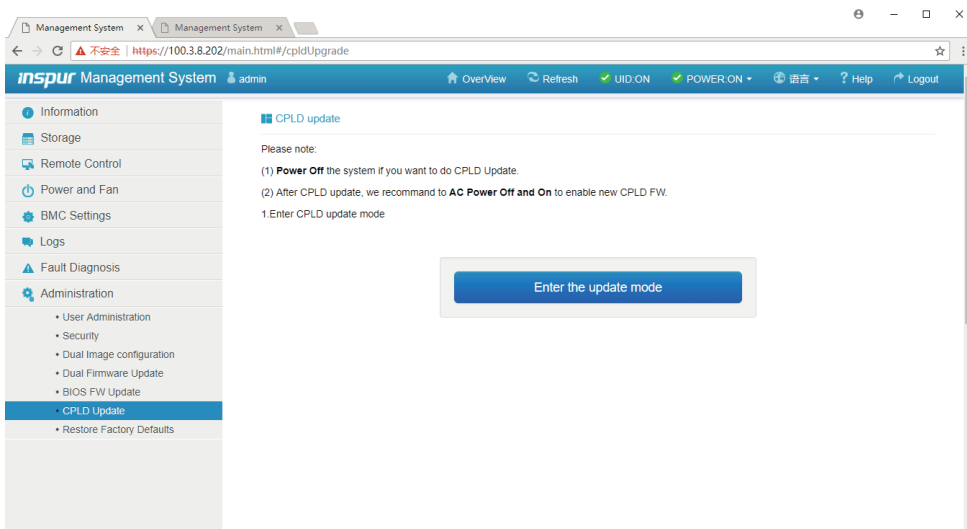 Management System
Management System
不安全 | https://100.3.8.202/main.html#/cpldUpgrade
inspur Management System admin OverView Refresh UID:ON POWER:ON 语言 ? Help Logout
Information
Storage
Remote Control
Power and Fan
BMC Settings
Logs
Fault Diagnosis
Administration
• User Administration
• Security
• Dual Image configuration
• Dual Firmware Update
• BIOS FW Update
• CPLD Update
• Restore Factory Defaults
CPLD update
Please note:
(1) Power Off the system if you want to do CPLD Update.
(2) After CPLD update, we recommand to AC Power Off and On to enable new CPLD FW.
1.Enter CPLD update mode
Enter the update mode